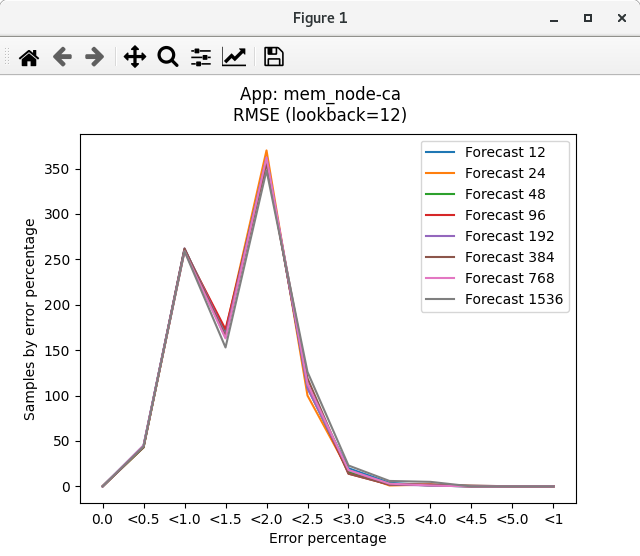 Figure 1
App: mem_node-ca
RMSE (lookback=12)
Samples by error percentage
350
300
250
200
150
100
50
0
Forecast 12
Forecast 24
Forecast 48
Forecast 96
Forecast 192
Forecast 384
Forecast 768
Forecast 1536
0.0 <0.5 <1.0 <1.5 <2.0 <2.5 <3.0 <3.5 <4.0 <4.5 <5.0 <1
Error percentage